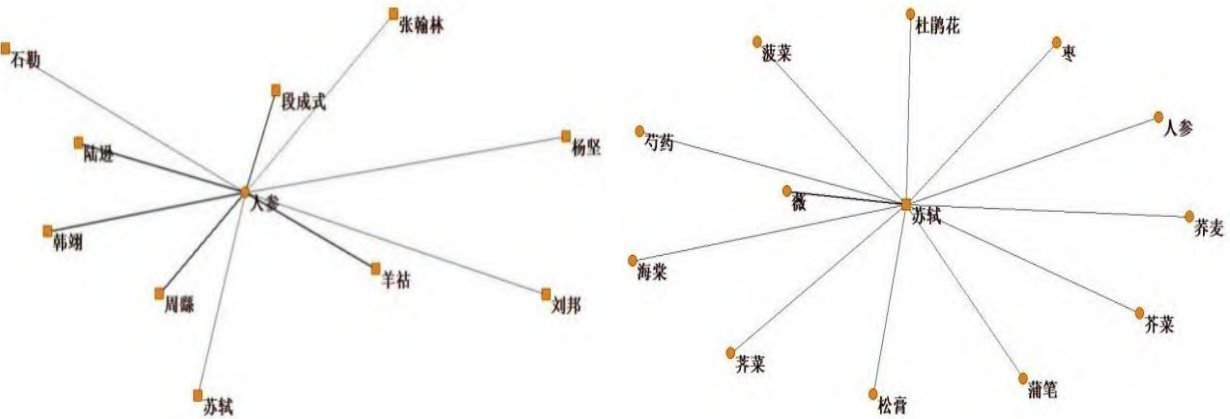 张翰林
石勒
段成式
杨坚
陆逊
人参
韩翃
羊祜
周繇
刘邦
苏轼
杜鹃花
菠菜
枣
人参
芍药
薇
苏轼
荞麦
海棠
芥菜
荠菜
蒲笔
松膏